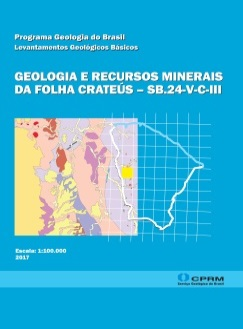 Programa Geologia do Brasil
Levantamentos Geológicos Básicos
GEOLOGIA E RECURSOS MINERAIS
DA FOLHA CRATEÚS – SB.24-V-C-III
Escala: 1:100.000
2017
CPRM
Serviço Geológico do Brasil